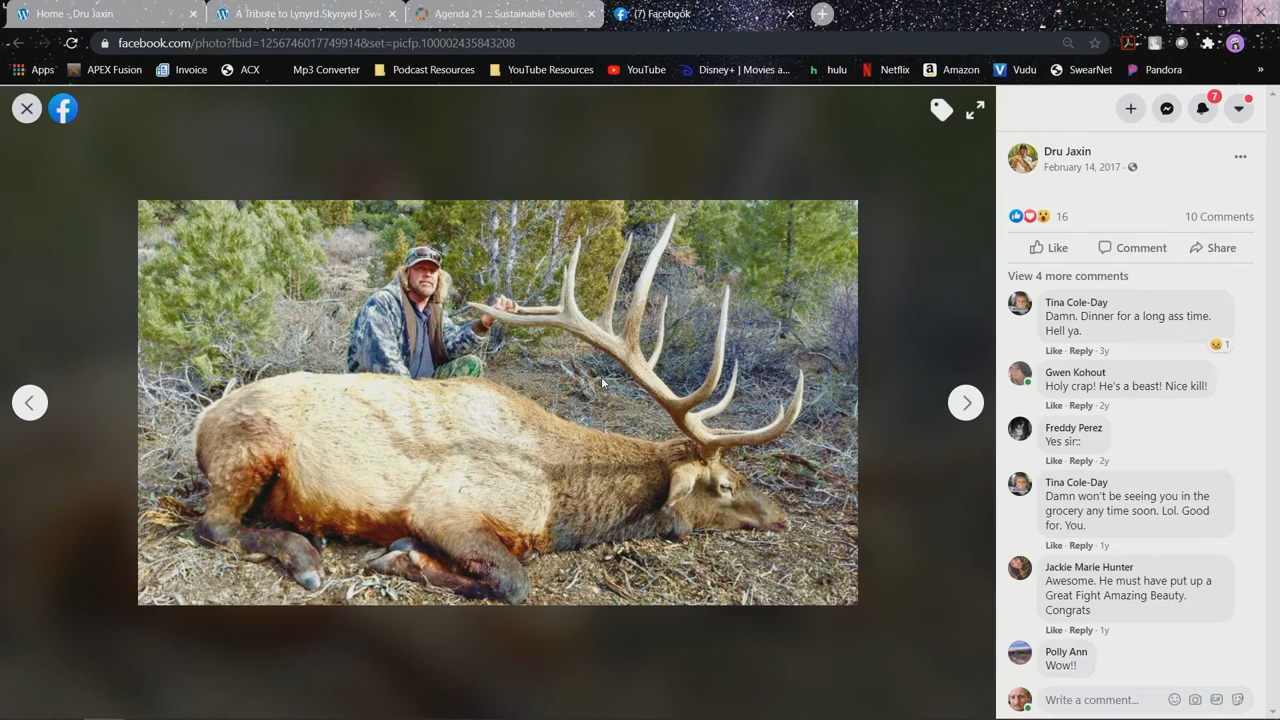 Home - Dru Jaxin
A Tribute to Lynyrd Skynyrd | Sw
Agenda 21 .:. Sustainable Develo
(7) Facebook
facebook.com/photo?fbid=1256746017749914&set=picfp.100002435843208
Apps
APEX Fusion
Invoice
ACX
Mp3 Converter
Podcast Resources
YouTube Resources
YouTube
Disney+ | Movies a...
hulu
Netflix
Amazon
Vudu
SwearNet
Pandora
»
7
Dru Jaxin
February 14, 2017 ·
16
10 Comments
Like
Comment
Share
View 4 more comments
Tina Cole-Day
Damn. Dinner for a long ass time.
Hell ya.
1
Like · Reply · 3y
Gwen Kohout
Holy crap! He's a beast! Nice kill!
Like · Reply · 2y
Freddy Perez
Yes sir::
Like · Reply · 2y
Tina Cole-Day
Damn won't be seeing you in the
grocery any time soon. Lol. Good
for. You.
Like · Reply · 1y
Jackie Marie Hunter
Awesome. He must have put up a
Great Fight Amazing Beauty.
Congrats
Like · Reply · 1y
Polly Ann
Wow!!
Write a comment...